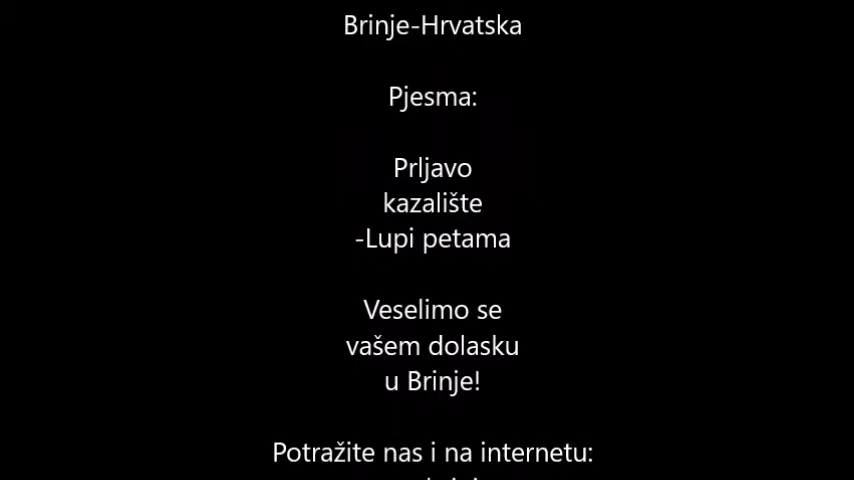 Brinje-Hrvatska
Pjesma:
Prljavo
kazalište
-Lupi petama
Veselimo se
vašem dolasku
u Brinje!
Potražite nas i na internetu: